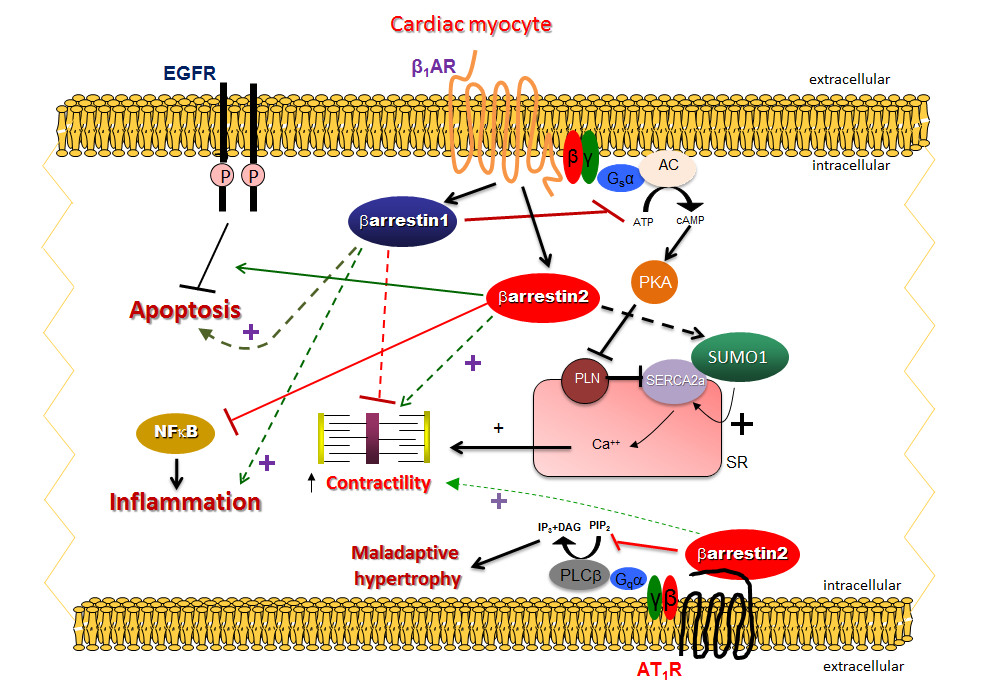 Cardiac myocyte
EGFR
β₁AR
extracellular
intracellular
P
P
β
γ
Gₛα
AC
ATP
cAMP
βarrestin1
PKA
βarrestin2
Apoptosis
+
SUMO1
PLN
SERCA2a
+
NFκB
+
Ca⁺⁺
+
SR
+
Inflammation
↑ Contractility
+
IP₃+DAG
PIP₂
βarrestin2
Maladaptive
hypertrophy
PLCβ
Gqα
γ
β
intracellular
AT₁R
extracellular